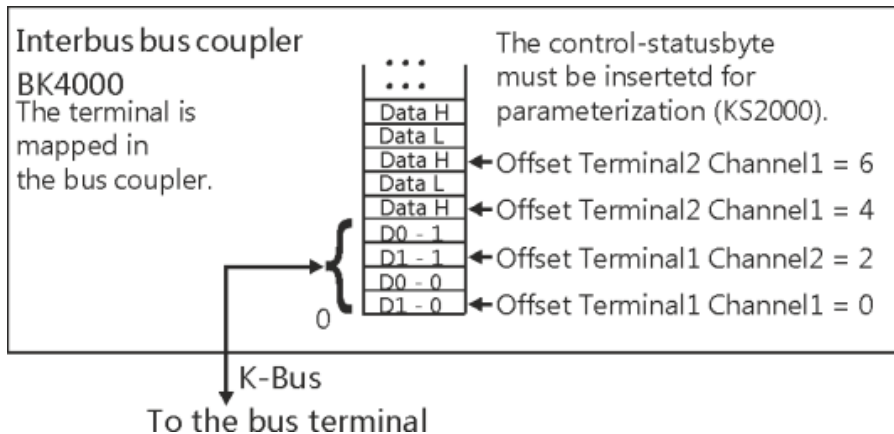 Interbus bus coupler
BK4000
The terminal is
mapped in
the bus coupler.
The control-statusbyte
must be insertetd for
parameterization (KS2000).
Data H
Data L
Data H
Data L
Data H
D0 - 1
D1 - 1
D0 - 0
D1 - 0
0
Offset Terminal2 Channel1 = 6
Offset Terminal2 Channel1 = 4
Offset Terminal1 Channel2 = 2
Offset Terminal1 Channel1 = 0
K-Bus
To the bus terminal